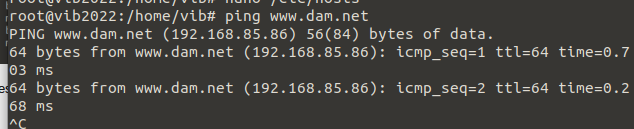 root@vib2022:/home/vib# nano /etc/hosts
root@vib2022:/home/vib# ping www.dam.net
PING www.dam.net (192.168.85.86) 56(84) bytes of data.
64 bytes from www.dam.net (192.168.85.86): icmp_seq=1 ttl=64 time=0.7
03 ms
64 bytes from www.dam.net (192.168.85.86): icmp_seq=2 ttl=64 time=0.2
68 ms
^C